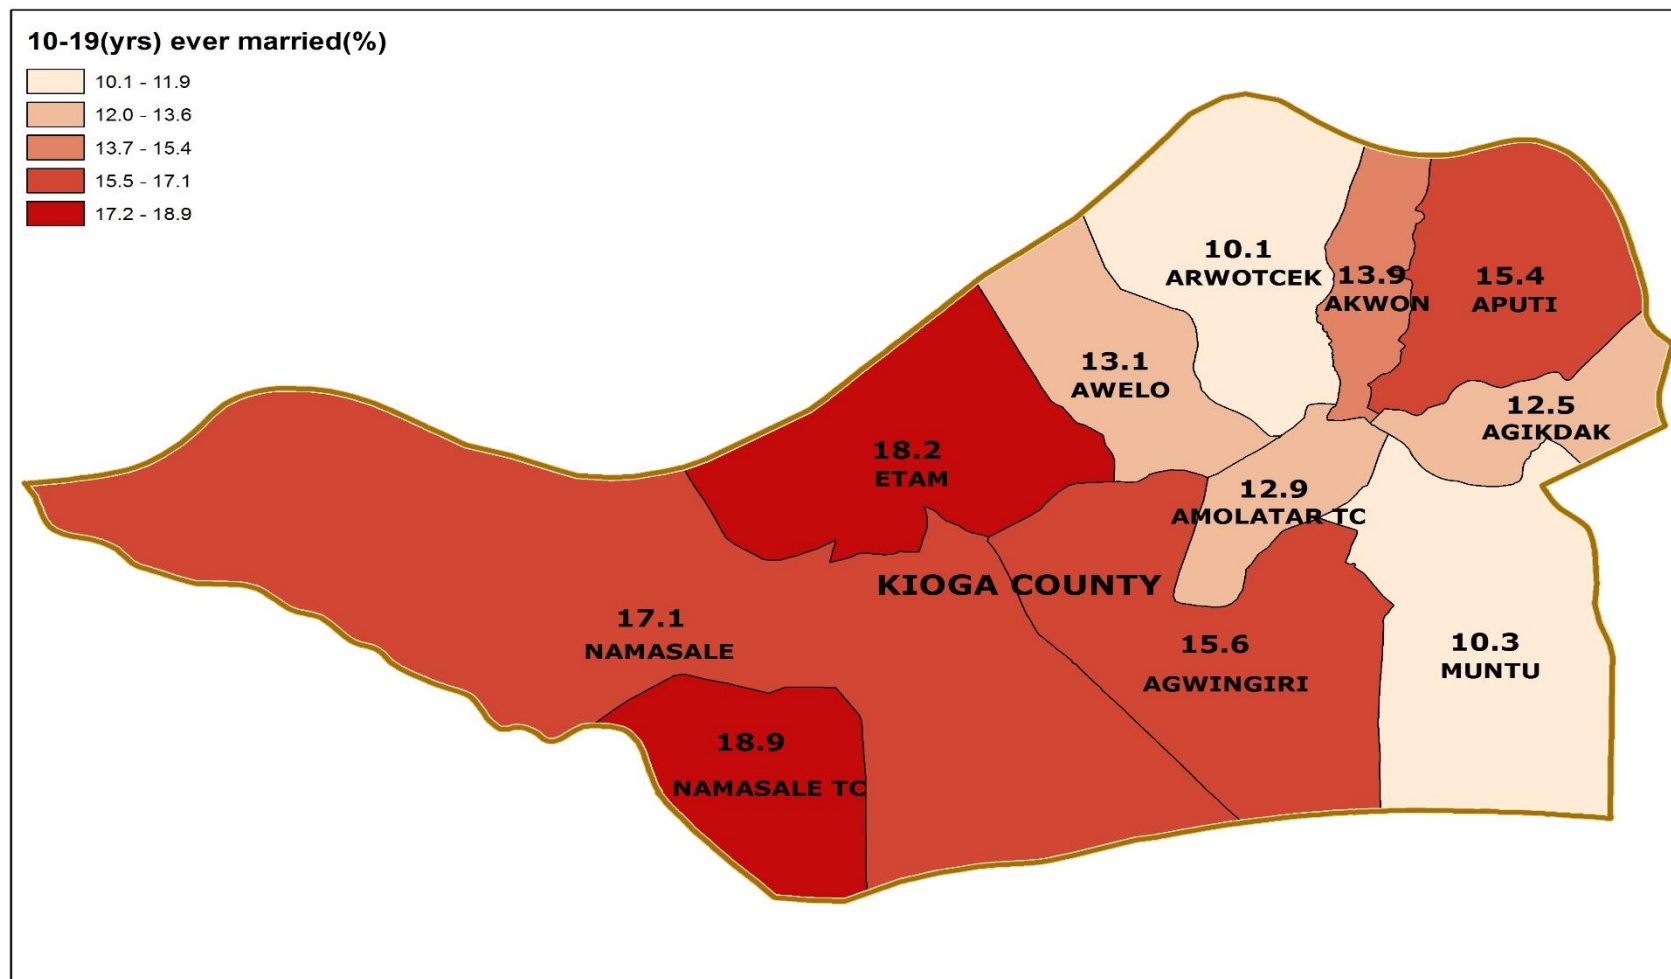 10-19(yrs) ever married(%)
10.1 - 11.9
12.0 - 13.6
13.7 - 15.4
15.5 - 17.1
17.2 - 18.9
10.1
ARWOTCEK
13.9
AKWON
15.4
APUTI
13.1
AWELO
12.5
AGIKDAK
18.2
ETAM
12.9
AMOLATAR TC
KIOGA COUNTY
17.1
NAMASALE
15.6
AGWINGIRI
10.3
MUNTU
18.9
NAMASALE TC